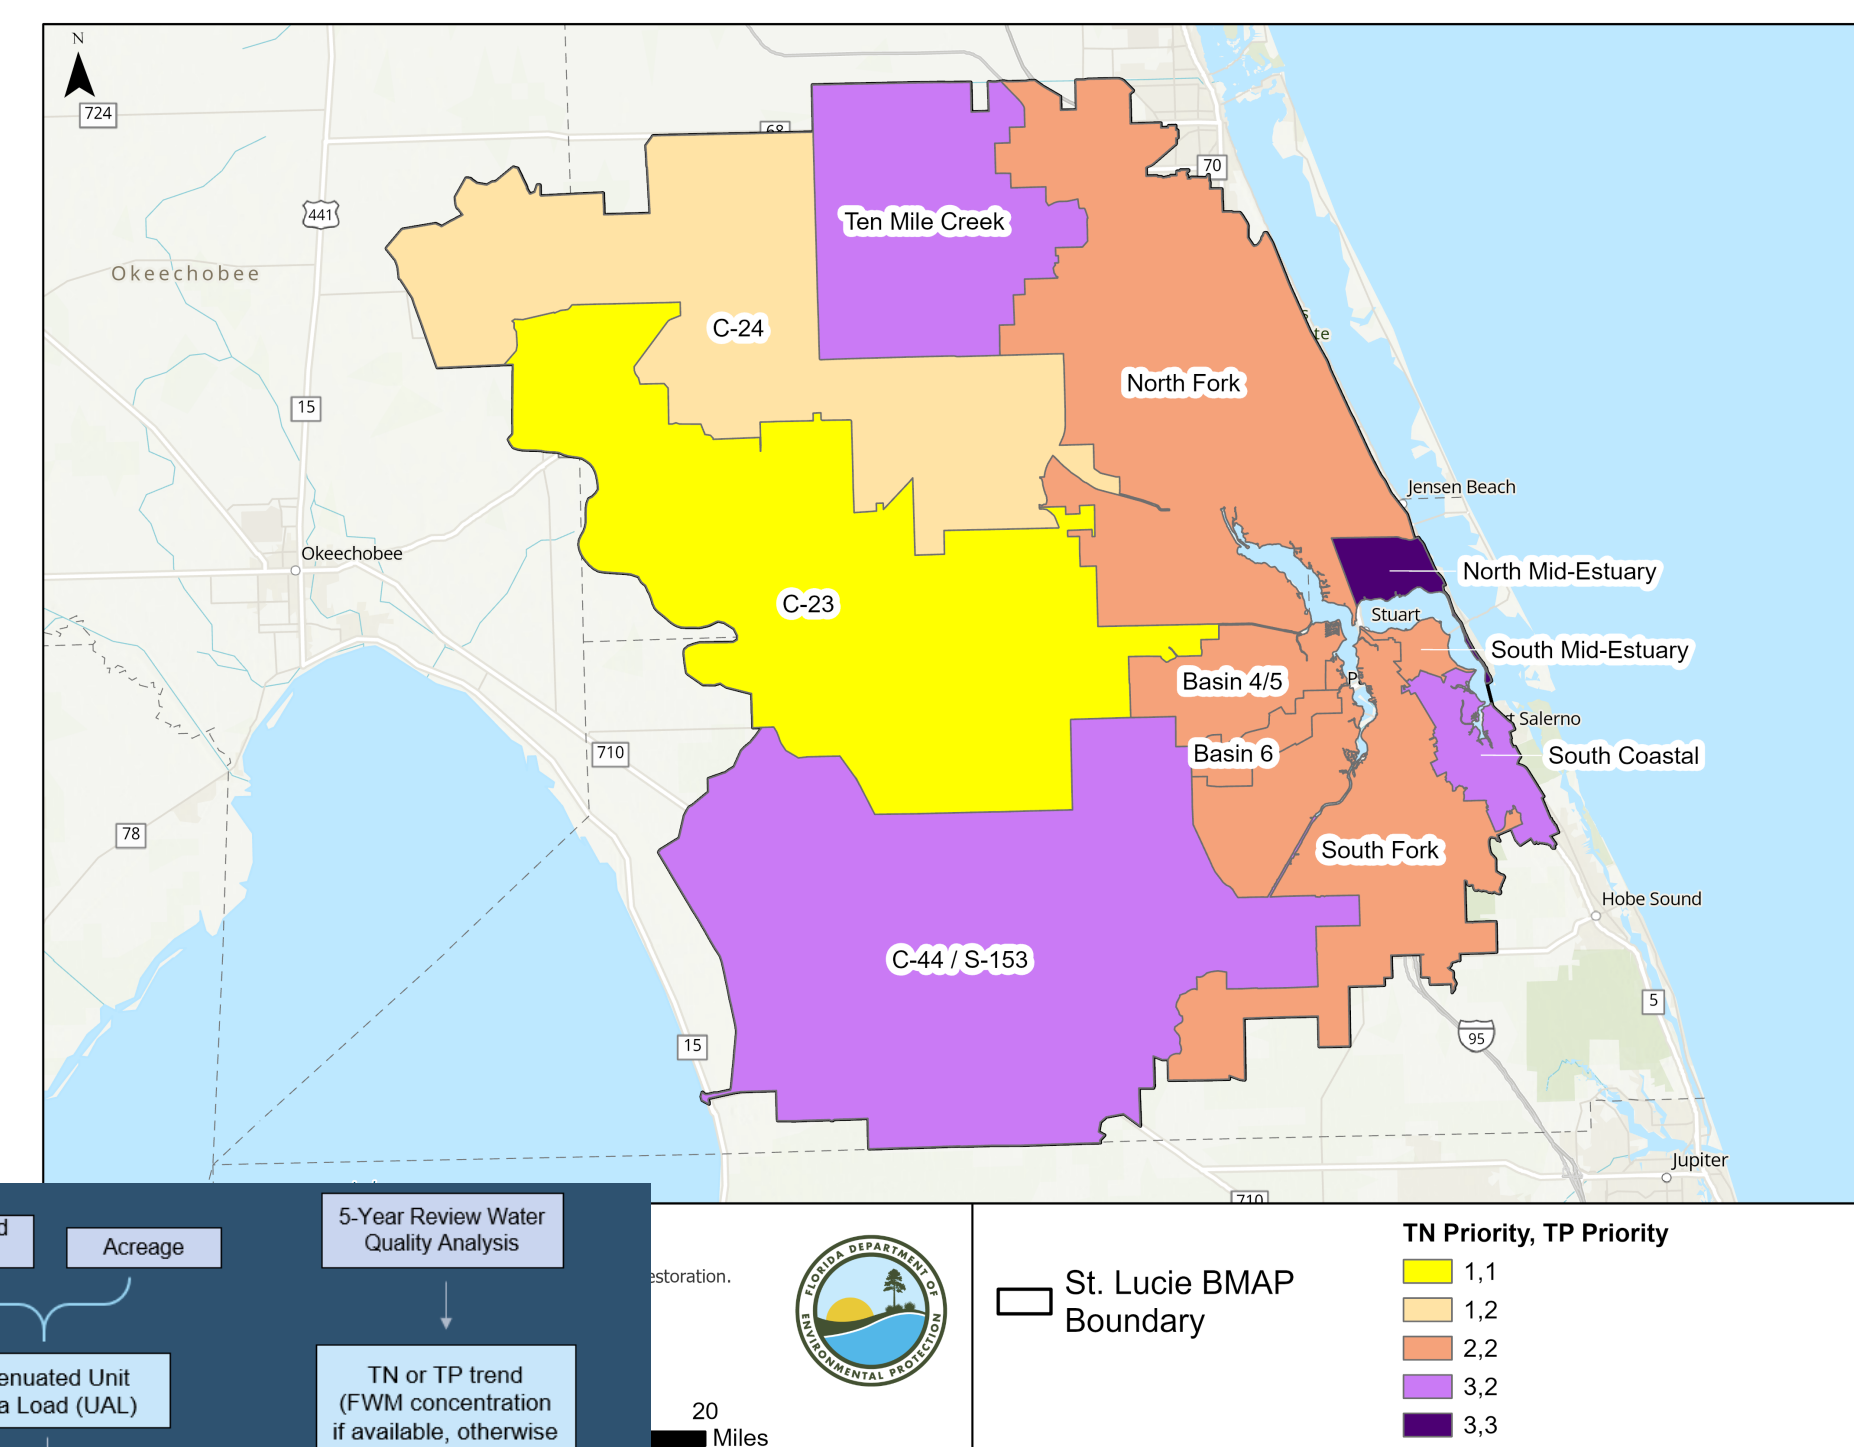 N
724
68
70
441
Okeechobee
Ten Mile Creek
C-24
North Fork
15
Jensen Beach
Okeechobee
North Mid-Estuary
C-23
Stuart
South Mid-Estuary
Basin 4/5
P
t Salerno
710
Basin 6
South Coastal
78
South Fork
Hobe Sound
C-44 / S-153
5
15
95
Jupiter
710
d
Acreage
5-Year Review Water
Quality Analysis
enuated Unit
a Load (UAL)
TN or TP trend
(FWM concentration
if available, otherwise
estoration.
FLORIDA DEPARTMENT OF
ENVIRONMENTAL PROTECTION
20
Miles
St. Lucie BMAP
Boundary
TN Priority, TP Priority
1,1
1,2
2,2
3,2
3,3